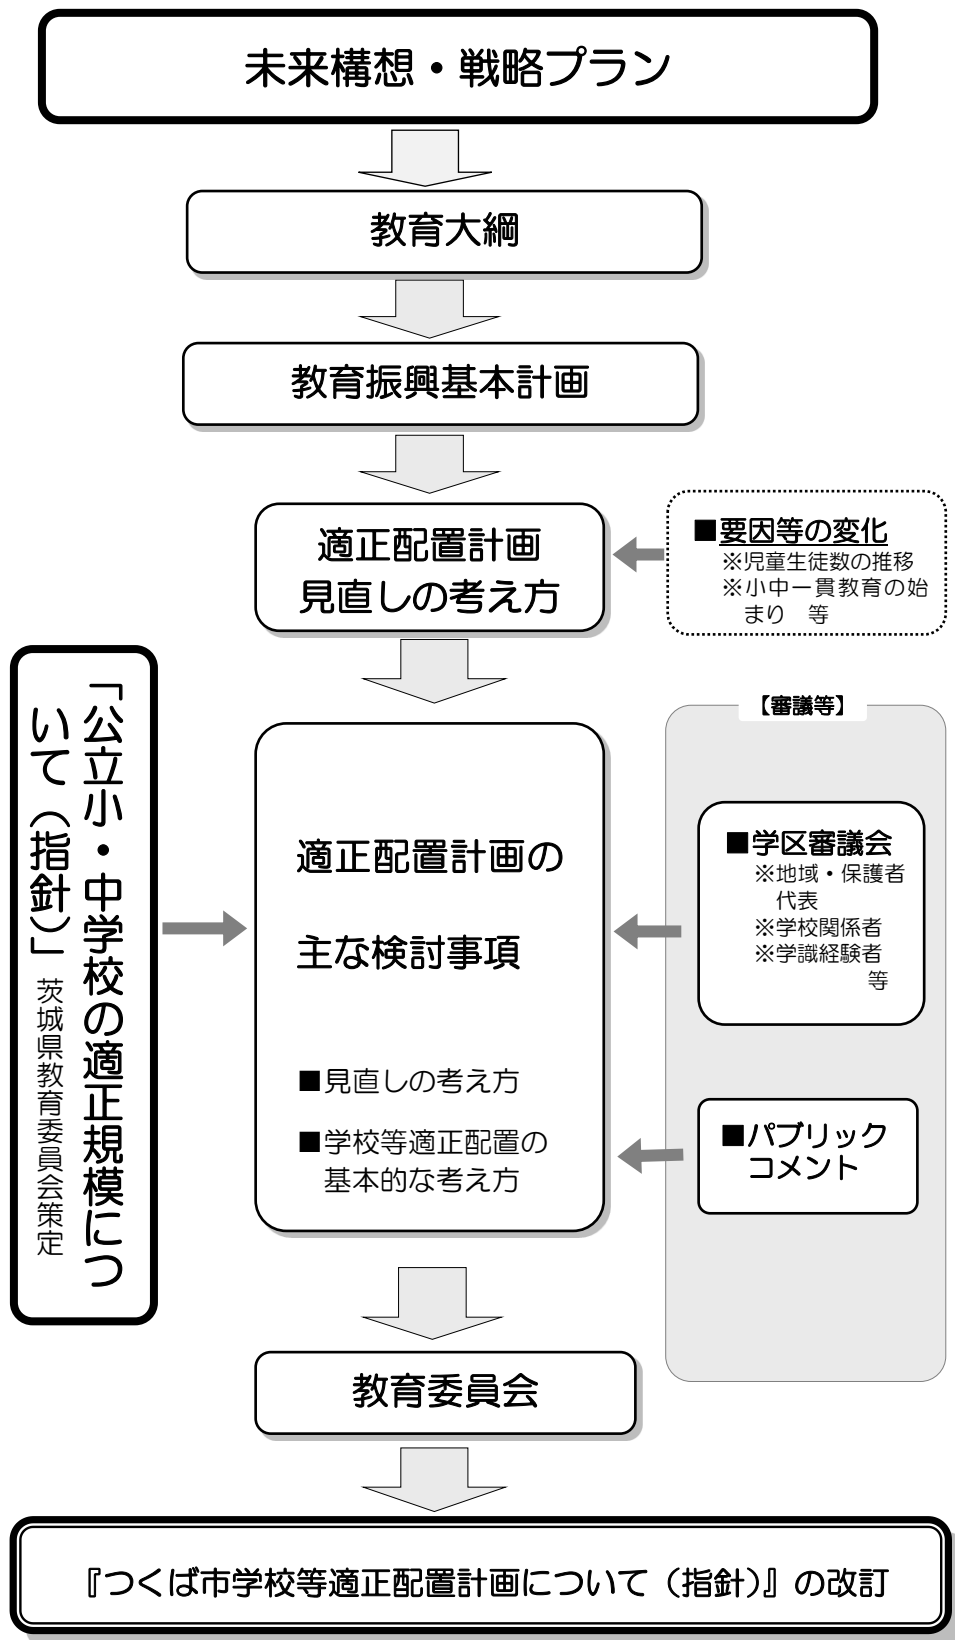 未来構想・戦略プラン
教育大綱
教育振興基本計画
適正配置計画
見直しの考え方
■要因等の変化
※児童生徒数の推移
※小中一貫教育の始
まり　等
「公立小・中学校の適正規模につ
いて（指針）」茨城県教育委員会策定
適正配置計画の
主な検討事項
■見直しの考え方
■学校等適正配置の
基本的な考え方
【審議等】
■学区審議会
※地域・保護者
代表
※学校関係者
※学識経験者
等
■パブリック
コメント
教育委員会
『つくば市学校等適正配置計画について（指針）』の改訂